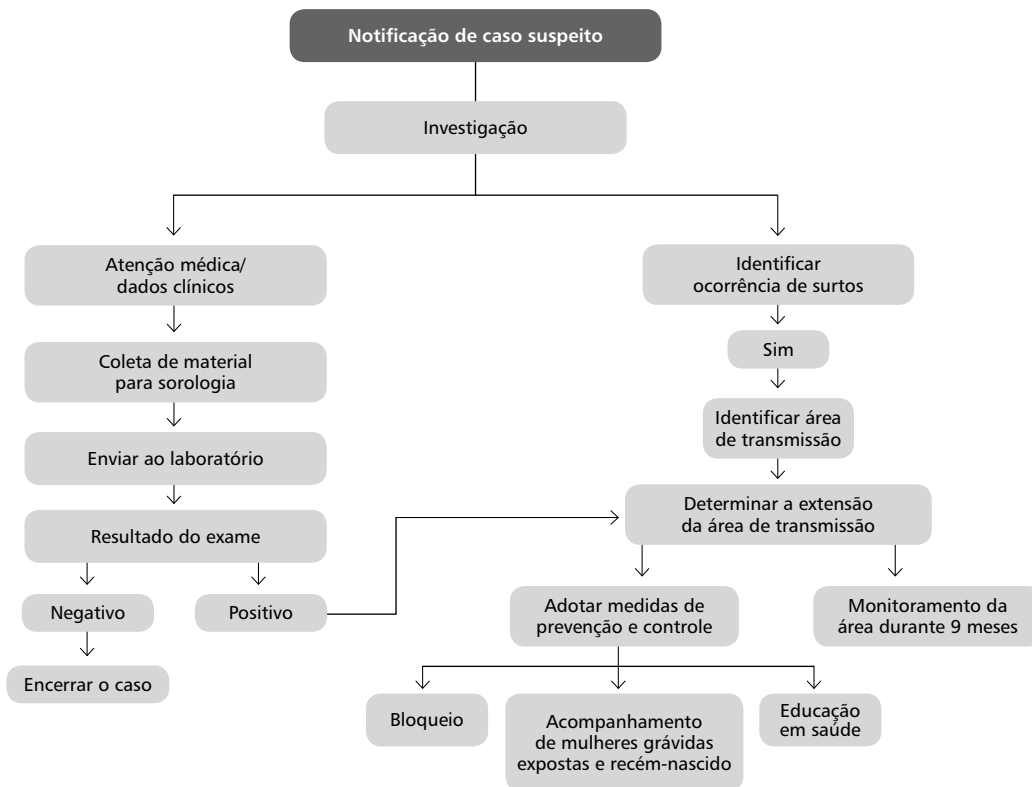 Notificação de caso suspeito
Investigação
Atenção médica/
dados clínicos
Coleta de material
para sorologia
Enviar ao laboratório
Resultado do exame
Negativo
Positivo
Encerrar o caso
Identificar
ocorrência de surtos
Sim
Identificar área
de transmissão
Determinar a extensão
da área de transmissão
Adotar medidas de
prevenção e controle
Monitoramento da
área durante 9 meses
Bloqueio
Acompanhamento
de mulheres grávidas
expostas e recém-nascido
Educação
em saúde